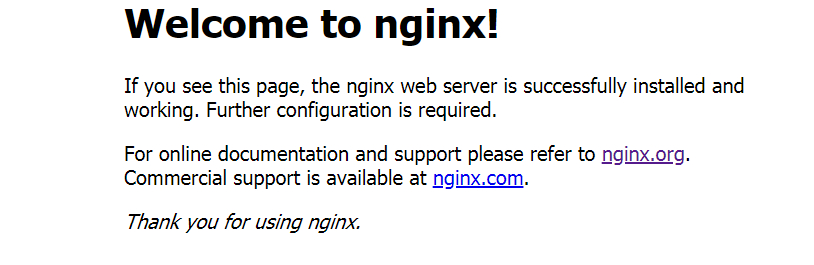 Welcome to nginx!
If you see this page, the nginx web server is successfully installed and
working. Further configuration is required.
For online documentation and support please refer to nginx.org.
Commercial support is available at nginx.com.
Thank you for using nginx.